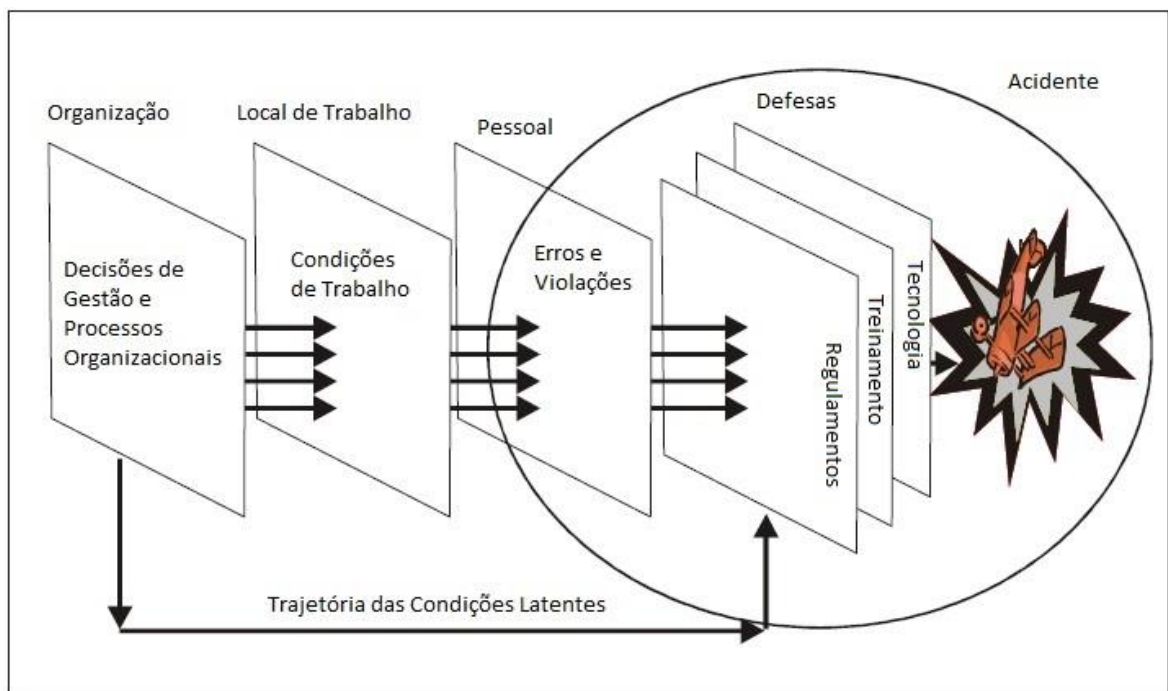 Organização
Local de Trabalho
Pessoal
Defesas
Acidente
Decisões de
Gestão e
Processos
Organizacionais
Condições
de Trabalho
Erros e
Violações
Regulamentos
Treinamento
Tecnologia
Trajetória das Condições Latentes